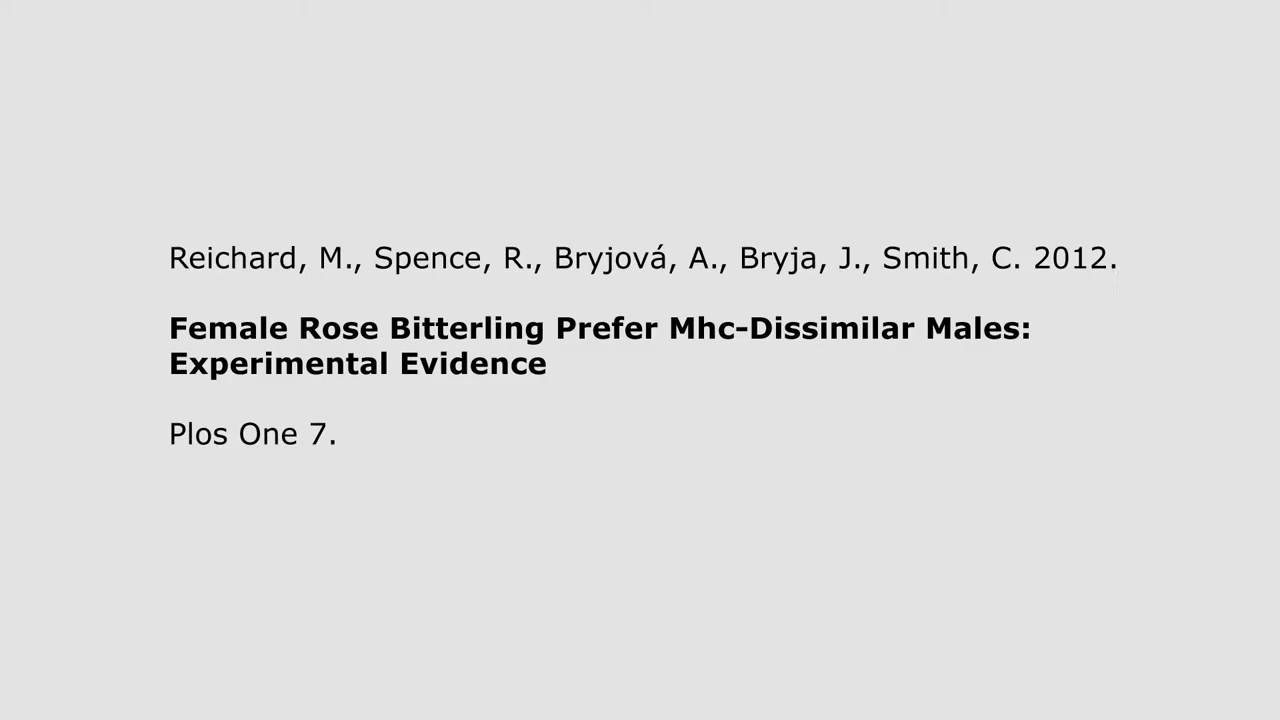 Reichard, M., Spence, R., Bryjová, A., Bryja, J., Smith, C. 2012.
Female Rose Bitterling Prefer Mhc-Dissimilar Males:
Experimental Evidence
Plos One 7.